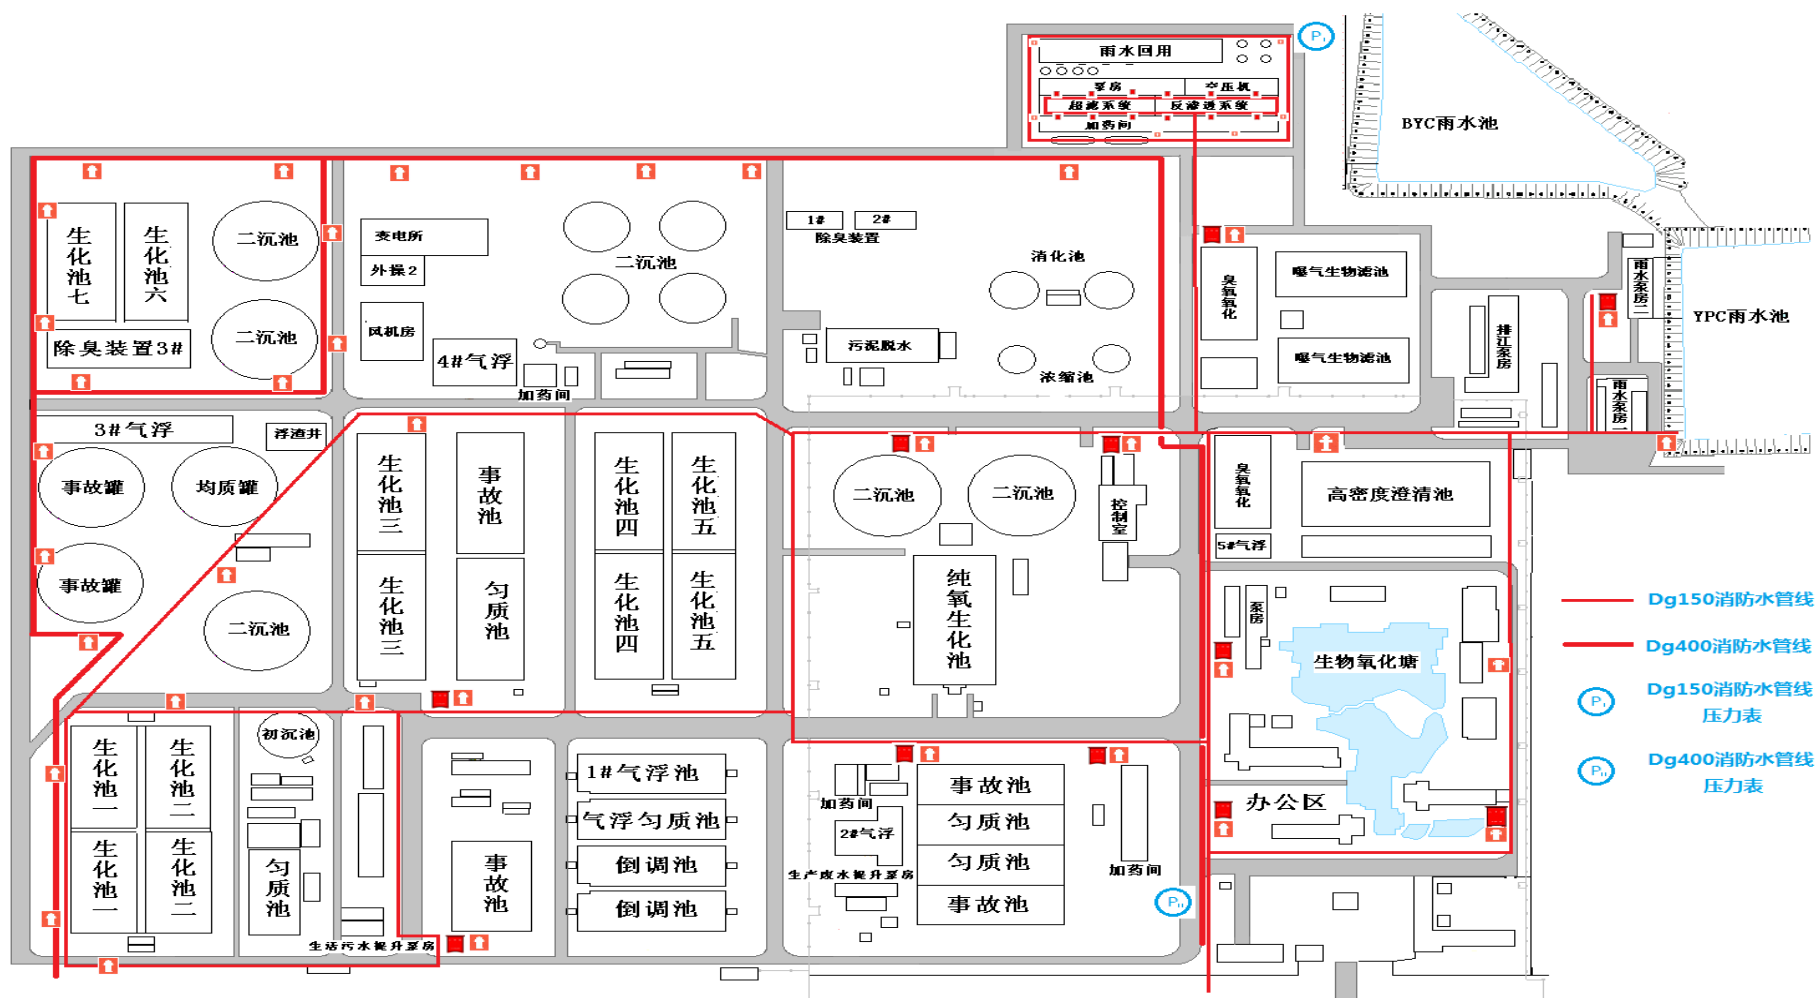 雨水回用
P₁
泵房
空压机
超滤系统
反渗透系统
加药间
BYC雨水池
生化池七
生化池六
二沉池
二沉池
除臭装置3#
变电所
外操2
风机房
二沉池
4#气浮
加药间
1#
2#
除臭装置
消化池
污泥脱水
浓缩池
臭氧氧化
曝气生物滤池
曝气生物滤池
排江泵房
雨水泵房二
雨水泵房一
YPC雨水池
3#气浮
浮渣井
事故罐
均质罐
事故罐
二沉池
生化池三
事故池
生化池三
匀质池
生化池四
生化池五
生化池四
生化池五
二沉池
二沉池
控制室
纯氧生化池
臭氧氧化
高密度澄清池
5#气浮
泵房
生物氧化塘
办公区
生化池一
生化池二
生化池一
生化池二
初沉池
匀质池
生活污水提升泵房
事故池
1#气浮池
气浮匀质池
倒调池
倒调池
加药间
2#气浮
生产废水提升泵房
事故池
匀质池
匀质池
事故池
加药间
P₁₁
Dg150消防水管线
Dg400消防水管线
P₁
Dg150消防水管线
压力表
P₁₁
Dg400消防水管线
压力表